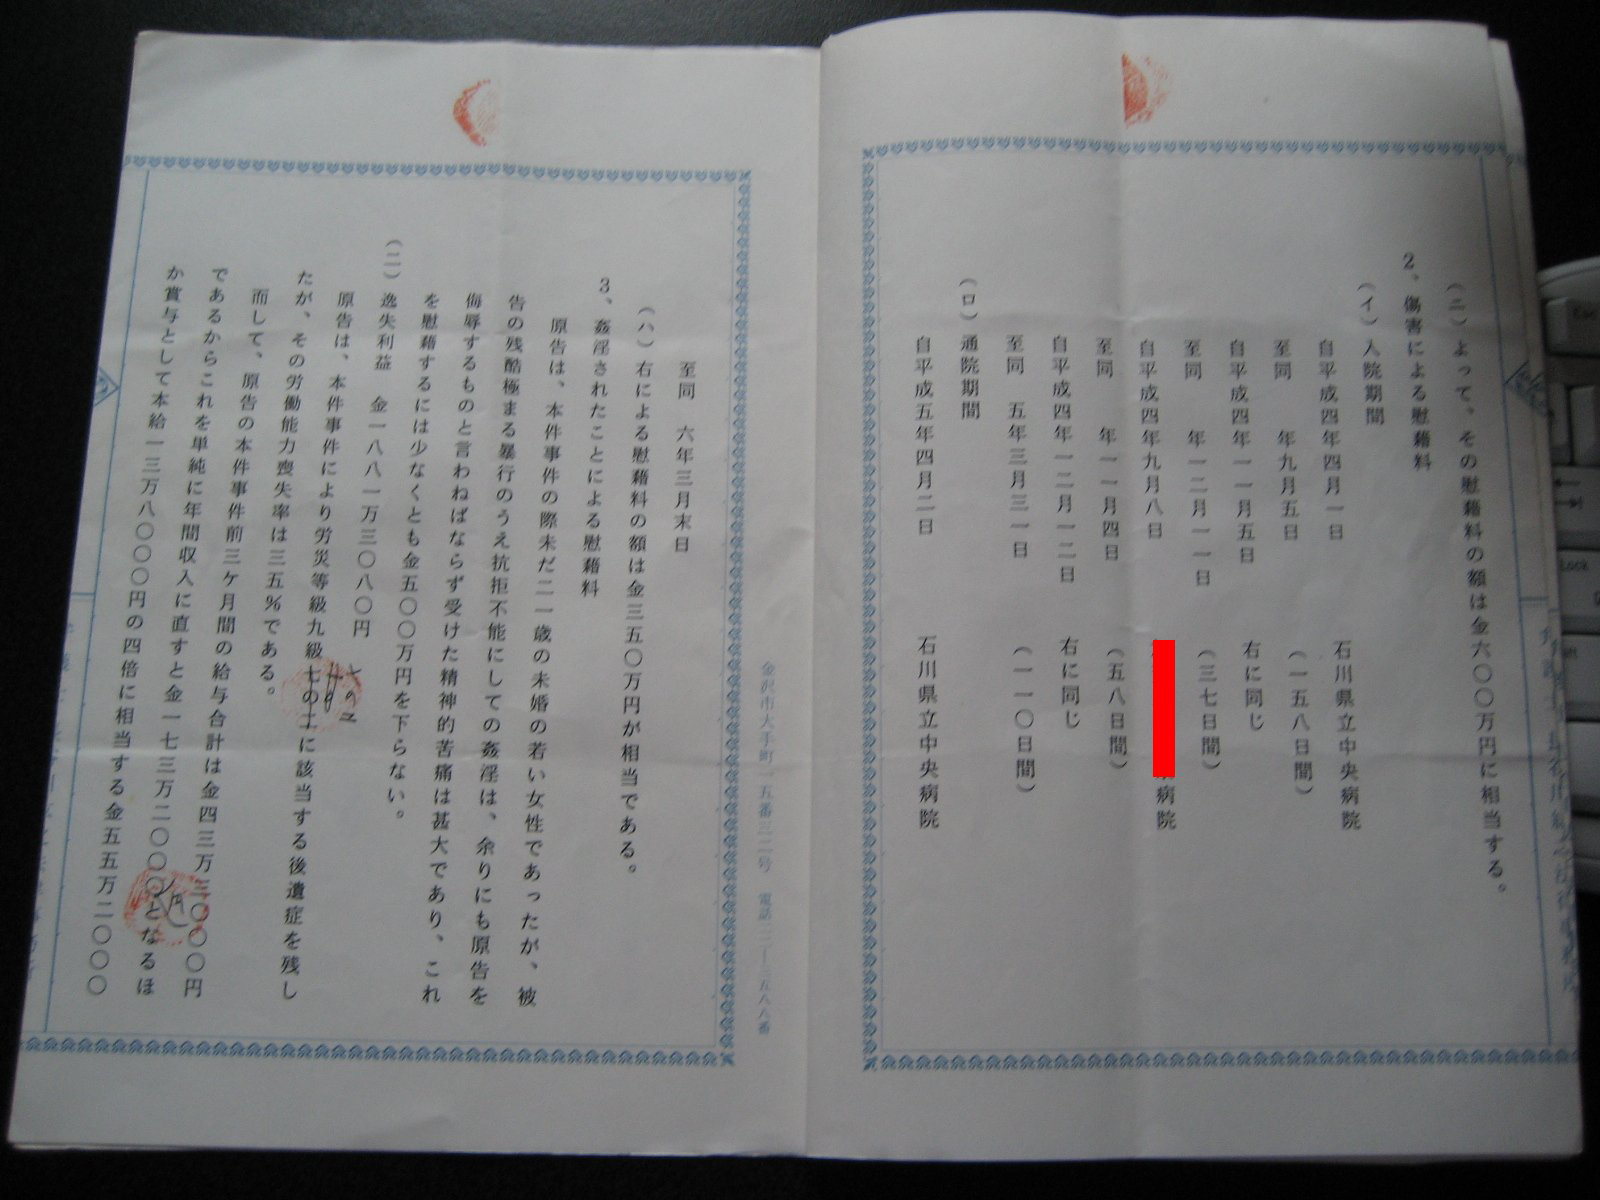 (ニ)よって、その慰藉料の額は金六〇〇万円に相当する。
2、傷害による慰藉料
(イ)入院期間
自平成四年四月一日 石川県立中央病院
至同 年九月五日 (一五八日間)
自平成四年一一月五日 右に同じ
至同 年一二月一一日 (三七日間)
自平成四年九月八日 病院
至同 年一一月四日 (五八日間)
自平成四年一二月一二日 右に同じ
至同 五年三月三一日 (一一〇日間)
(ロ)通院期間
自平成五年四月二日 石川県立中央病院
金沢市大手町一五番三二号 電話
至同 六年三月末日
(ハ)右による慰藉料の額は金三五〇万円が相当である。
3、姦淫されたことによる慰藉料
原告は、本件事件の際未だ二一歳の未婚の若い女性であったが、被
告の残酷極まる暴行のうえ抗拒不能にしての姦淫は、余りにも原告を
侮辱するものと言わねばならず受けた精神的苦痛は甚大であり、これ
を慰藉するには少なくとも金五〇〇万円を下らない。
(二)逸失利益 金一八八一万三〇八〇円
原告は、本件事件により労災等級九級七の二に該当する後遺症を残し
たが、その労働能力喪失率は三五%である。
而して、原告の本件事件前三ケ月間の給与合計は金四三万三〇〇〇円
であるからこれを単純に年間収入に直すと金一七三万二〇〇〇円となるほ
か賞与として本給一三万八〇〇〇円の四倍に相当する金五五万二〇〇〇